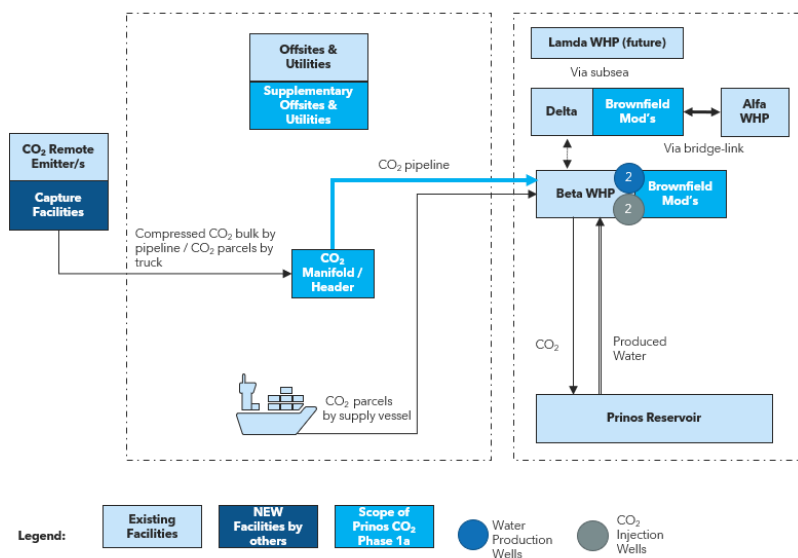 Offsites &
Utilities
Supplementary
Offsites &
Utilities
Lamda WHP (future)
Via subsea
Delta
Brownfield
Mod's
Alfa
WHP
Via bridge-link
CO₂ Remote
Emitter/s
Capture
Facilities
CO₂ pipeline
Beta WHP
2
2
Brownfield
Mod's
Compressed CO₂ bulk by
pipeline / CO₂ parcels by
truck
CO₂
Manifold /
Header
CO₂
Produced
Water
CO₂ parcels
by supply vessel
Prinos Reservoir
Legend:
Existing
Facilities
NEW
Facilities by
others
Scope of
Prinos CO₂
Phase 1a
Water
Production
Wells
CO₂
Injection
Wells